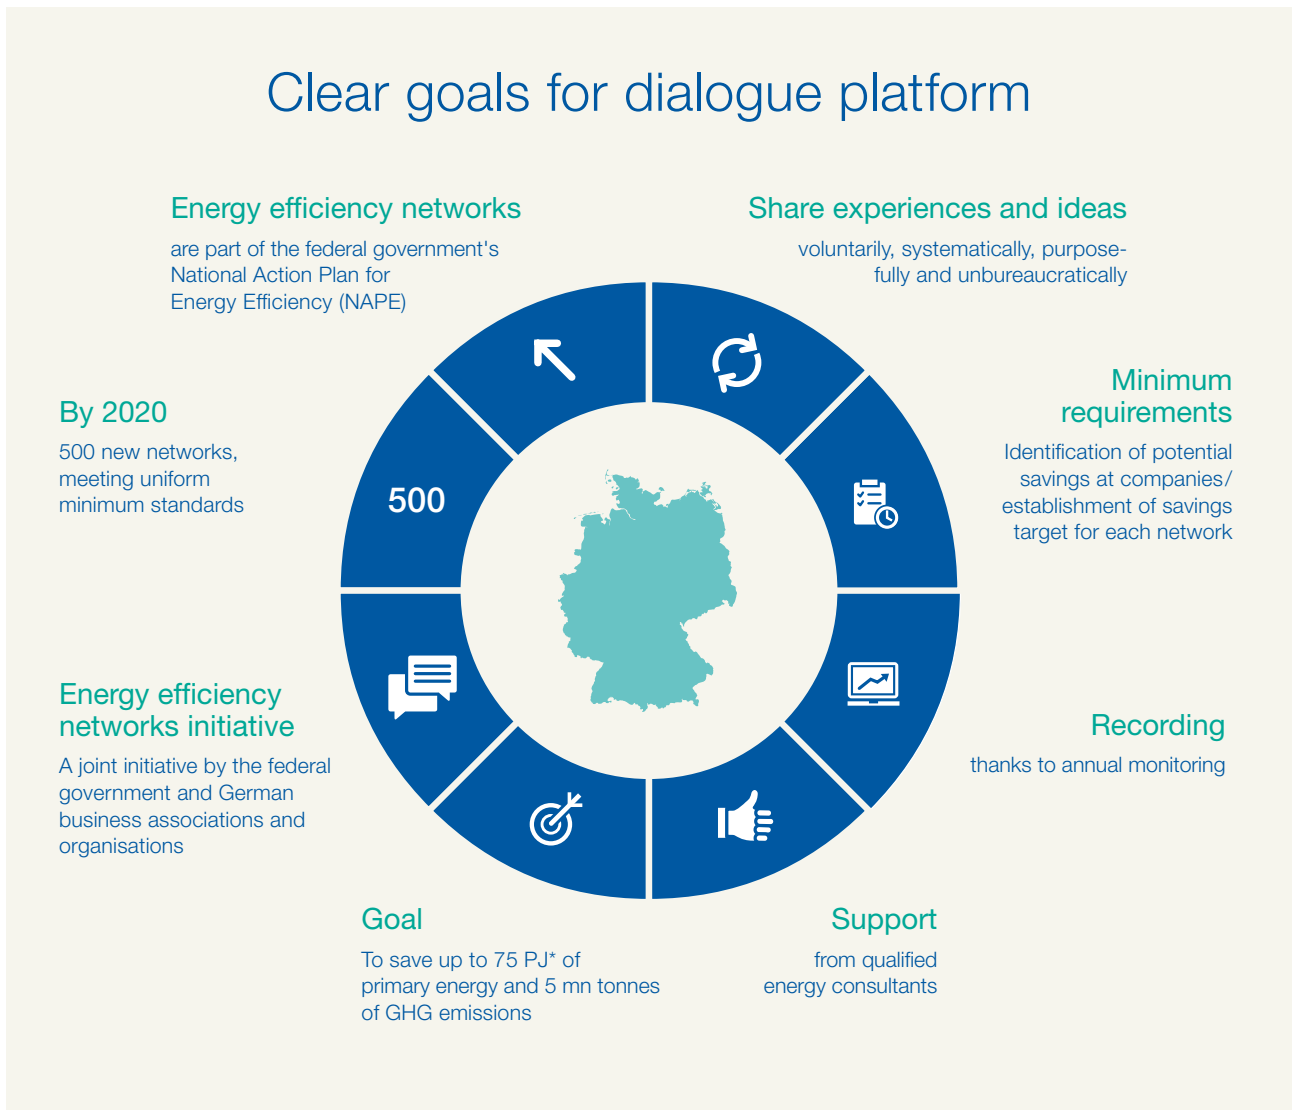 Clear goals for dialogue platform
Energy efficiency networks
are part of the federal government's
National Action Plan for
Energy Efficiency (NAPE)
Share experiences and ideas
voluntarily, systematically, purpose-
fully and unbureaucratically
Minimum
requirements
Identification of potential
savings at companies/
establishment of savings
target for each network
By 2020
500 new networks,
meeting uniform
minimum standards
500
Energy efficiency
networks initiative
A joint initiative by the federal
government and German
business associations and
organisations
Recording
thanks to annual monitoring
Goal
To save up to 75 PJ* of
primary energy and 5 mn tonnes
of GHG emissions
Support
from qualified
energy consultants